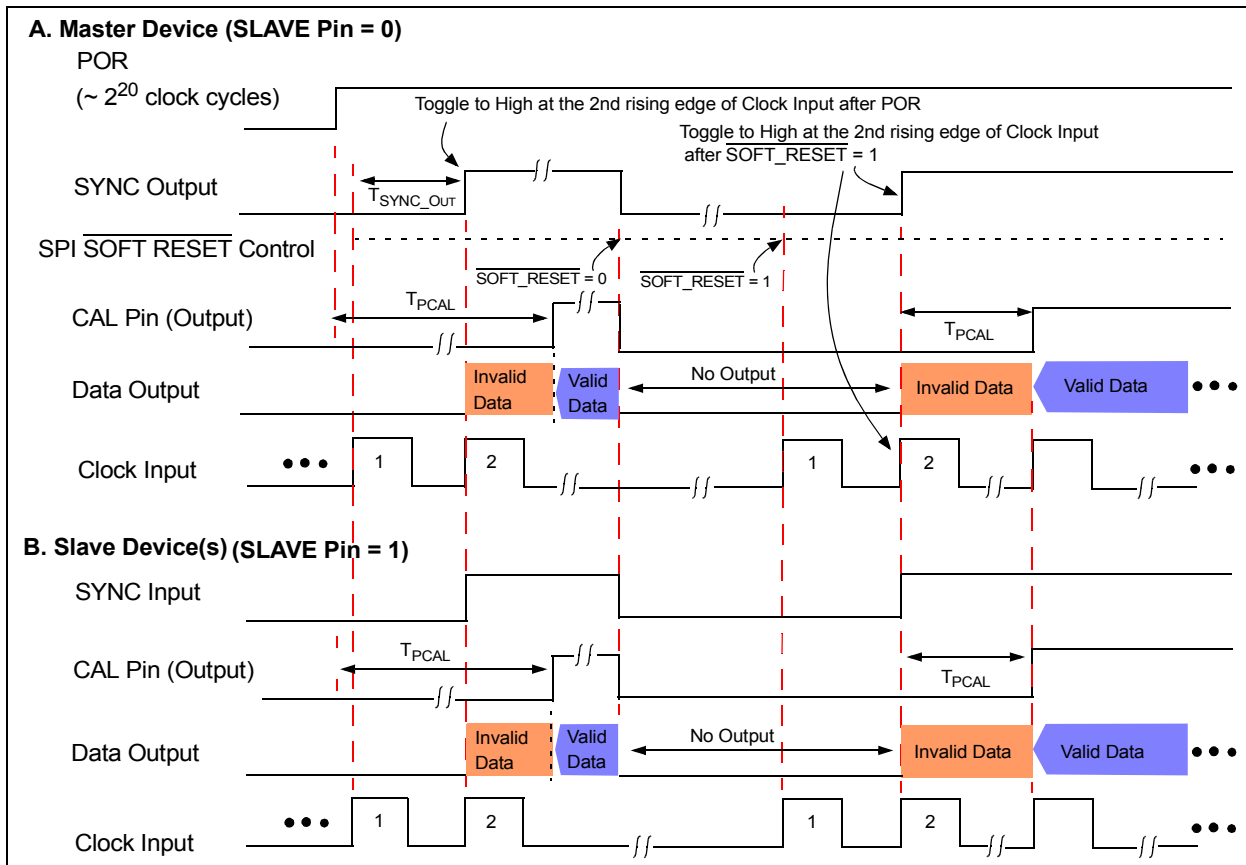 A. Master Device (SLAVE Pin = 0)
POR
(~ 2^20 clock cycles)
Toggle to High at the 2nd rising edge of Clock Input after POR
Toggle to High at the 2nd rising edge of Clock Input
after SOFT_RESET = 1
SYNC Output
T_SYNC_OUT
SPI SOFT RESET Control
SOFT_RESET = 0
SOFT_RESET = 1
CAL Pin (Output)
T_PCAL
T_PCAL
Data Output
Invalid
Data
Valid
Data
No Output
Invalid Data
Valid Data
Clock Input
1
2
1
2
B. Slave Device(s) (SLAVE Pin = 1)
SYNC Input
CAL Pin (Output)
T_PCAL
T_PCAL
Data Output
Invalid
Data
Valid
Data
No Output
Invalid Data
Valid Data
Clock Input
1
2
1
2